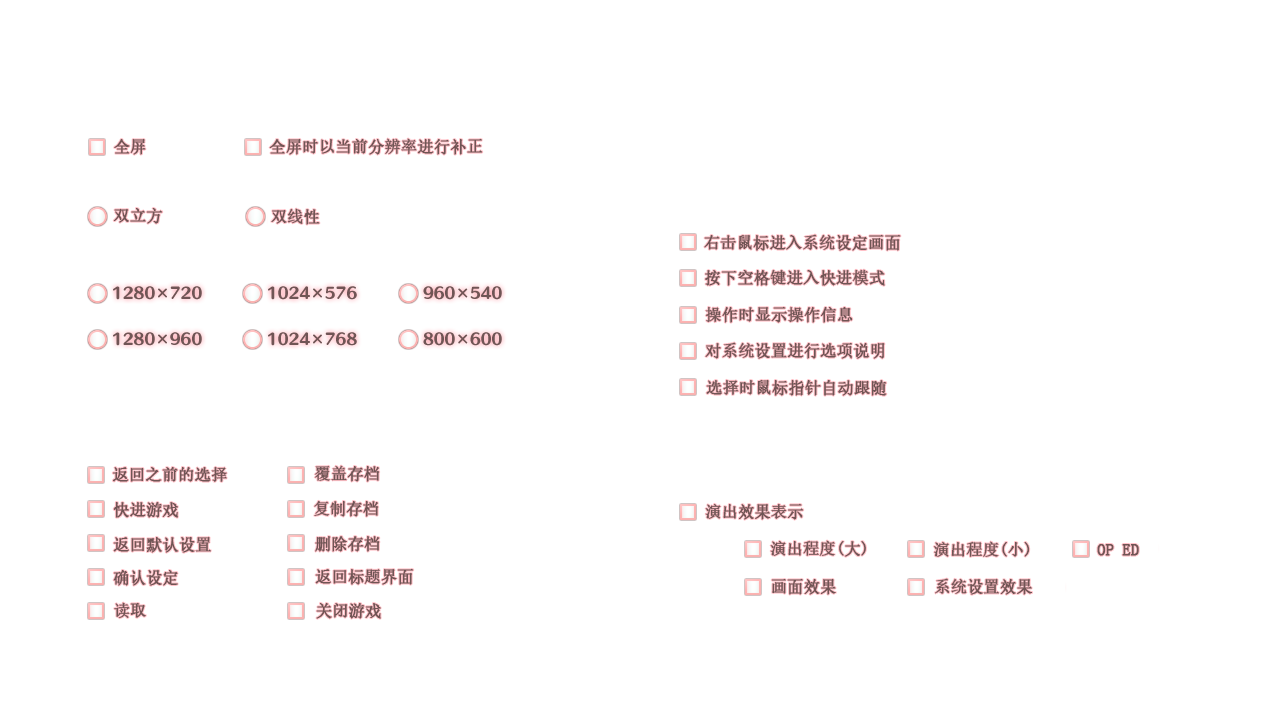 全屏
全屏时以当前分辨率进行补正
双立方
双线性
1280×720
1024×576
960×540
1280×960
1024×768
800×600
返回之前的选择
覆盖存档
快进游戏
复制存档
返回默认设置
删除存档
确认设定
返回标题界面
读取
关闭游戏
右击鼠标进入系统设定画面
按下空格键进入快进模式
操作时显示操作信息
对系统设置进行选项说明
选择时鼠标指针自动跟随
演出效果表示
演出程度(大)
演出程度(小)
OP ED
画面效果
系统设置效果